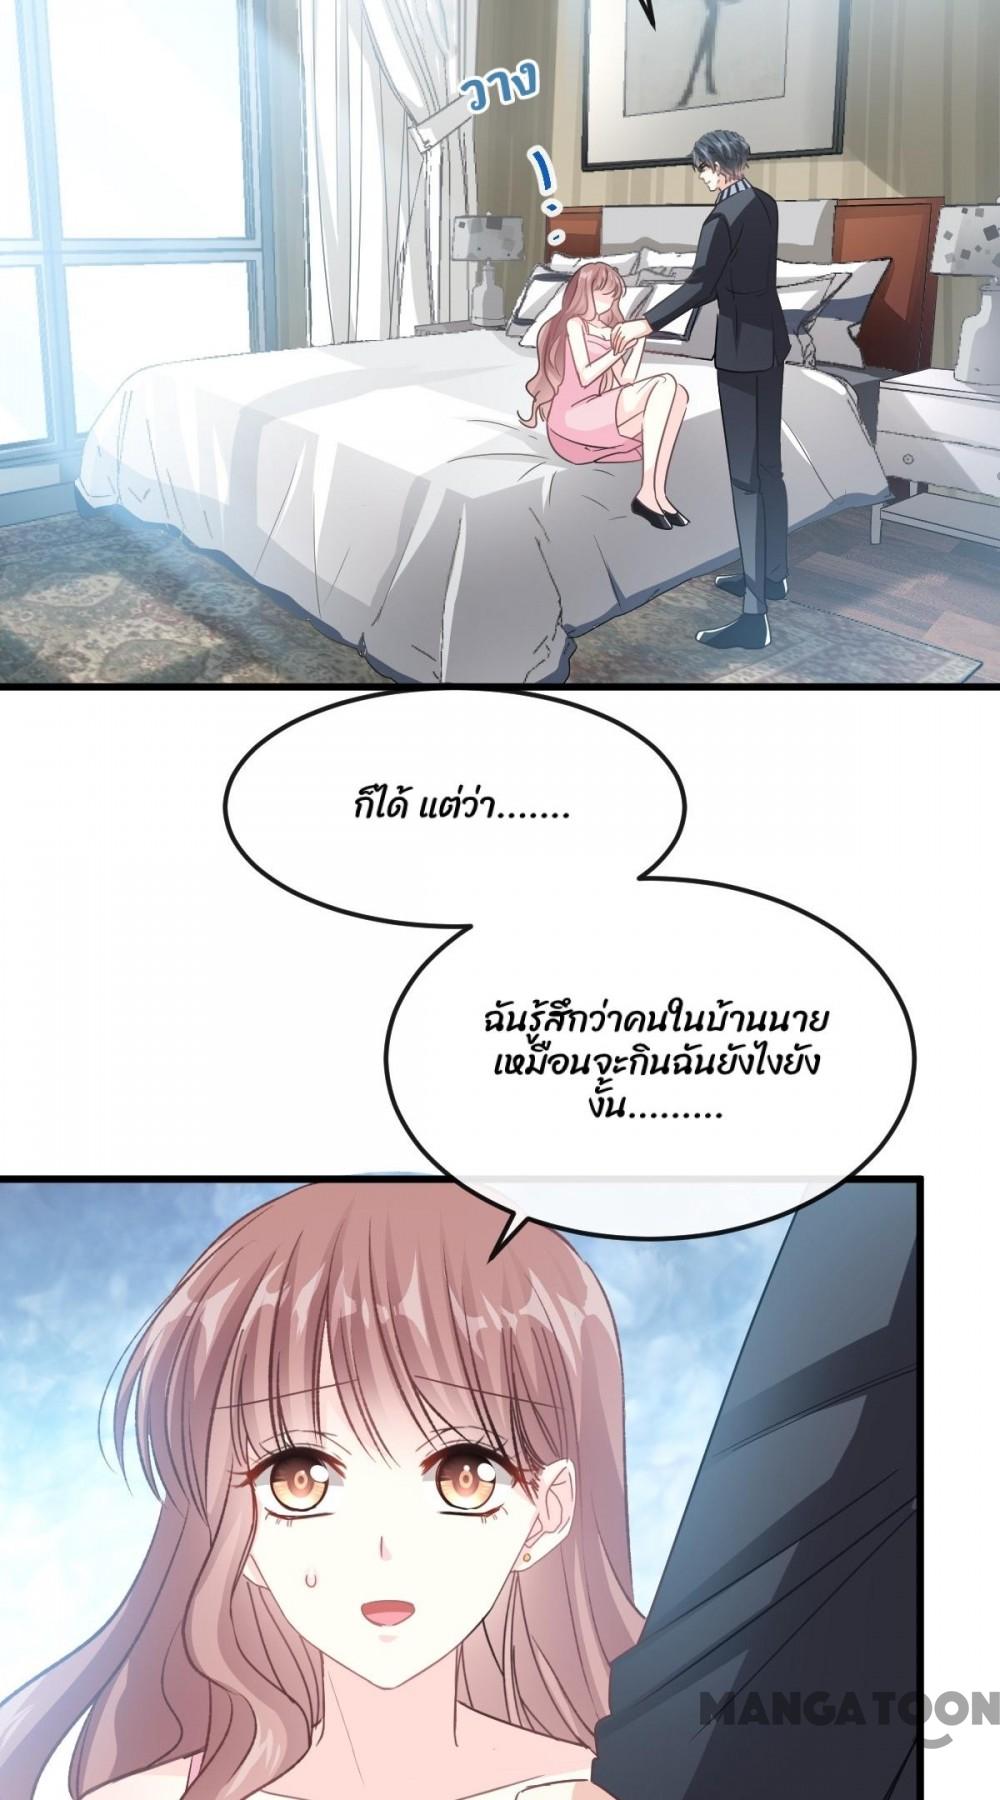 วาง
!
ก็ได้ แต่ว่า.......
ฉันรู้สึกว่าคนในบ้านนาย
เหมือนจะกินฉันยังไงยัง
งั้น.........
MANGATOON